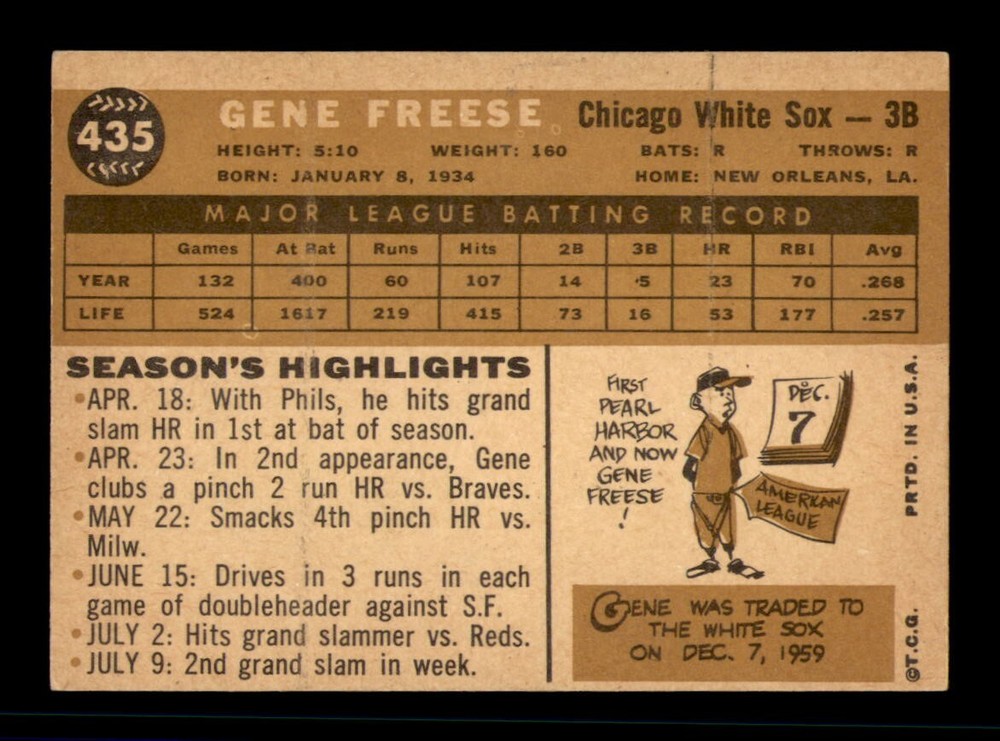 435
GENE FREESE Chicago White Sox — 3B
HEIGHT: 5:10 WEIGHT: 160 BATS: R THROWS: R
BORN: JANUARY 8, 1934 HOME: NEW ORLEANS, LA.
MAJOR LEAGUE BATTING RECORD
Games At Bat Runs Hits 2B 3B HR RBI Avg
YEAR 132 400 60 107 14 5 23 70 .268
LIFE 524 1617 219 415 73 16 53 177 .257
SEASON'S HIGHLIGHTS
•APR. 18: With Phils, he hits grand
slam HR in 1st at bat of season.
•APR. 23: In 2nd appearance, Gene
clubs a pinch 2 run HR vs. Braves.
•MAY 22: Smacks 4th pinch HR vs.
Milw.
•JUNE 15: Drives in 3 runs in each
game of doubleheader against S.F.
•JULY 2: Hits grand slammer vs. Reds.
•JULY 9: 2nd grand slam in week.
FIRST
PEARL
HARBOR
AND NOW
GENE
FREESE
!
DEC.
7
AMERICAN
LEAGUE
GENE WAS TRADED TO
THE WHITE SOX
ON DEC. 7, 1959
PRTD. IN U.S.A.
©T.C.G.